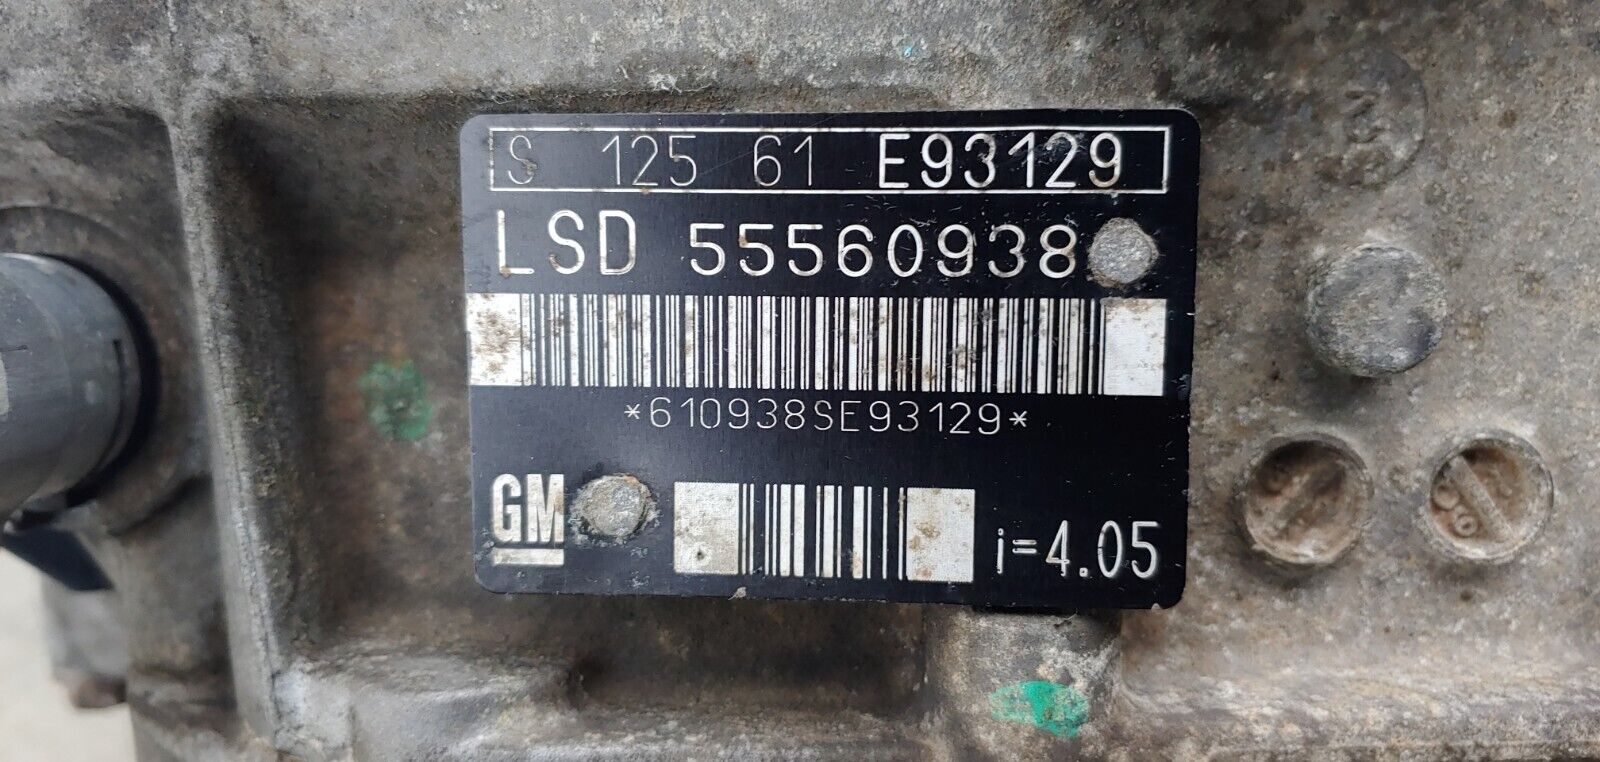 S 125 61 E93129
LSD 55560938
*610938SE93129*
GM i=4.05